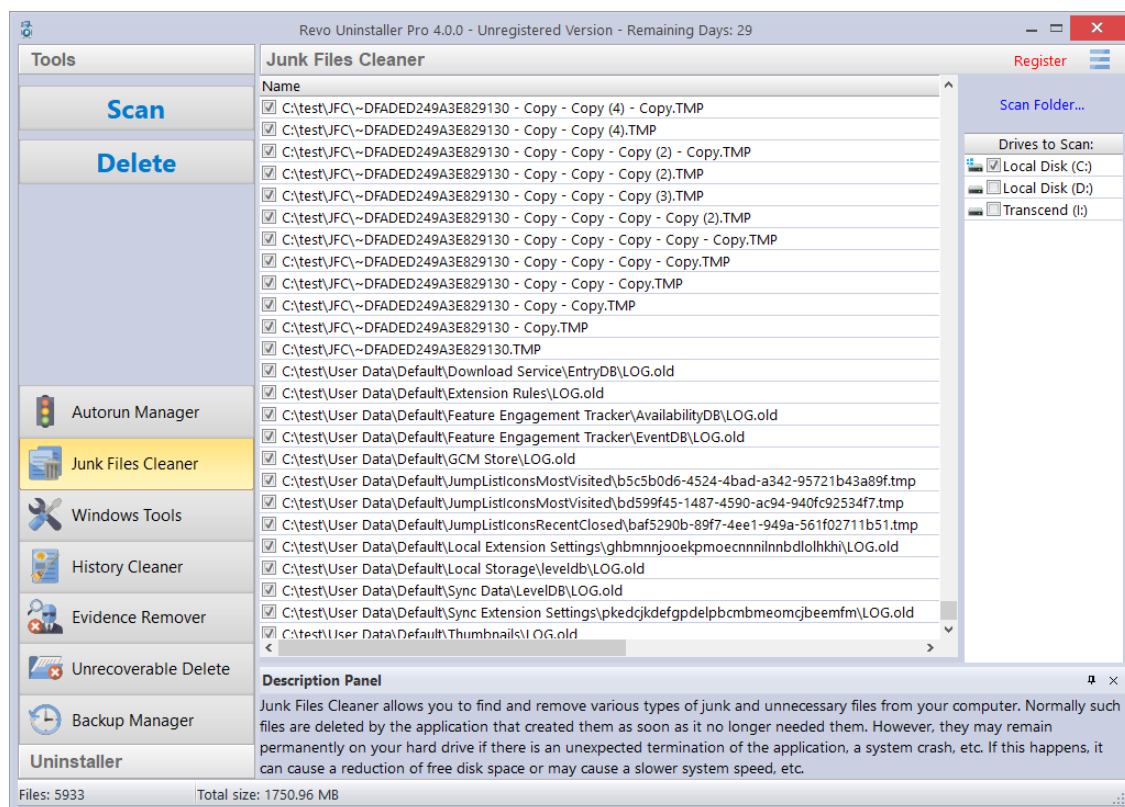 Revo Uninstaller Pro 4.0.0 - Unregistered Version - Remaining Days: 29
Tools
Scan
Delete
Autorun Manager
Junk Files Cleaner
Windows Tools
History Cleaner
Evidence Remover
Unrecoverable Delete
Backup Manager
Uninstaller
Junk Files Cleaner
Register
Name
C:\test\JFC\~DFADED249A3E829130 - Copy - Copy (4) - Copy.TMP
C:\test\JFC\~DFADED249A3E829130 - Copy - Copy (4).TMP
C:\test\JFC\~DFADED249A3E829130 - Copy - Copy - Copy (2) - Copy.TMP
C:\test\JFC\~DFADED249A3E829130 - Copy - Copy - Copy (2).TMP
C:\test\JFC\~DFADED249A3E829130 - Copy - Copy - Copy (3).TMP
C:\test\JFC\~DFADED249A3E829130 - Copy - Copy - Copy - Copy (2).TMP
C:\test\JFC\~DFADED249A3E829130 - Copy - Copy - Copy - Copy - Copy.TMP
C:\test\JFC\~DFADED249A3E829130 - Copy - Copy - Copy - Copy.TMP
C:\test\JFC\~DFADED249A3E829130 - Copy - Copy - Copy.TMP
C:\test\JFC\~DFADED249A3E829130 - Copy - Copy.TMP
C:\test\JFC\~DFADED249A3E829130 - Copy.TMP
C:\test\JFC\~DFADED249A3E829130.TMP
C:\test\User Data\Default\Download Service\EntryDB\LOG.old
C:\test\User Data\Default\Extension Rules\LOG.old
C:\test\User Data\Default\Feature Engagement Tracker\AvailabilityDB\LOG.old
C:\test\User Data\Default\Feature Engagement Tracker\EventDB\LOG.old
C:\test\User Data\Default\GCM Store\LOG.old
C:\test\User Data\Default\JumpListIconsMostVisited\b5c5b0d6-4524-4bad-a342-95721b43a89f.tmp
C:\test\User Data\Default\JumpListIconsMostVisited\bd599f45-1487-4590-ac94-940fc92534f7.tmp
C:\test\User Data\Default\JumpListIconsRecentClosed\baf5290b-89f7-4ee1-949a-561f02711b51.tmp
C:\test\User Data\Default\Local Extension Settings\ghbmnnjooekpmoecnnnilnnbdlolhkhi\LOG.old
C:\test\User Data\Default\Local Storage\leveldb\LOG.old
C:\test\User Data\Default\Sync Data\LevelDB\LOG.old
C:\test\User Data\Default\Sync Extension Settings\pkedcjkdefgpdelpbcmbmeomcjbeemfm\LOG.old
C:\test\User Data\Default\Thumbnails\LOG.old
Scan Folder...
Drives to Scan:
Local Disk (C:)
Local Disk (D:)
Transcend (I:)
Description Panel
Junk Files Cleaner allows you to find and remove various types of junk and unnecessary files from your computer. Normally such
files are deleted by the application that created them as soon as it no longer needed them. However, they may remain
permanently on your hard drive if there is an unexpected termination of the application, a system crash, etc. If this happens, it
can cause a reduction of free disk space or may cause a slower system speed, etc.
Files: 5933
Total size: 1750.96 MB